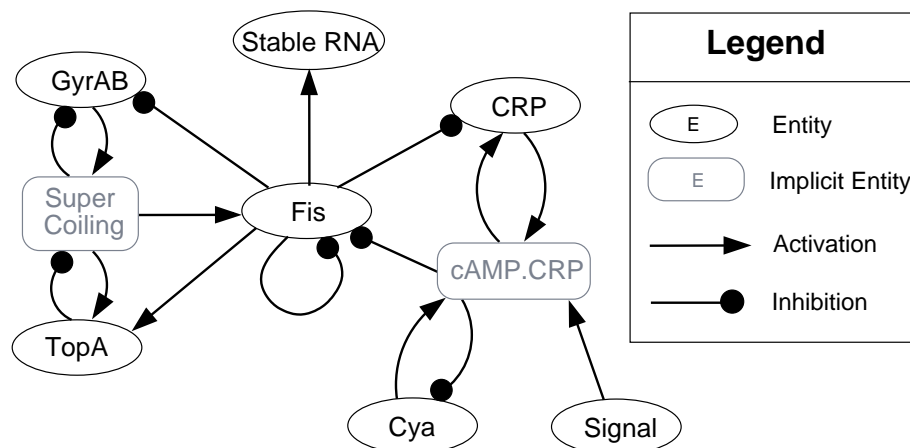 Stable RNA
GyrAB
CRP
Super
Coiling
Fis
cAMP.CRP
TopA
Cya
Signal
Legend
E
Entity
E
Implicit Entity
Activation
Inhibition